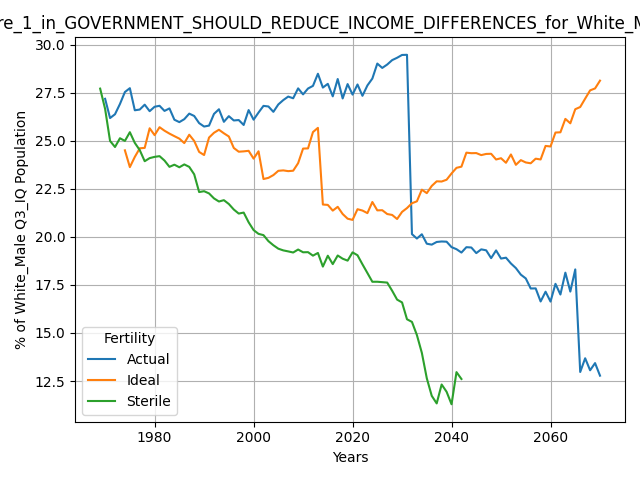 re_1_in_GOVERNMENT_SHOULD_REDUCE_INCOME_DIFFERENCES_for_White_M
% of White_Male Q3_IQ Population
30.0
27.5
25.0
22.5
20.0
17.5
15.0
12.5
Fertility
Actual
Ideal
Sterile
1980
2000
2020
2040
2060
Years